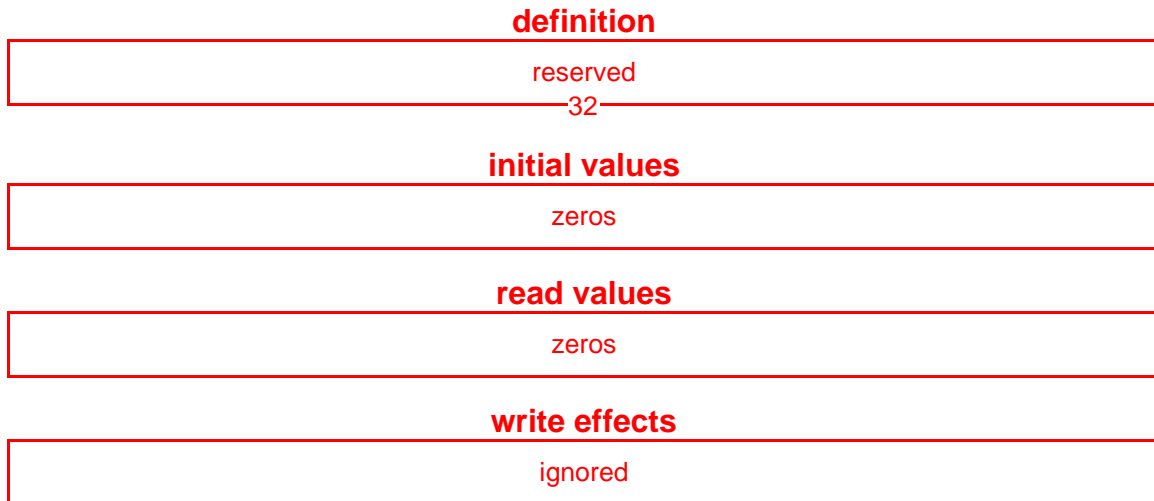 definition
reserved
32
initial values
zeros
read values
zeros
write effects
ignored